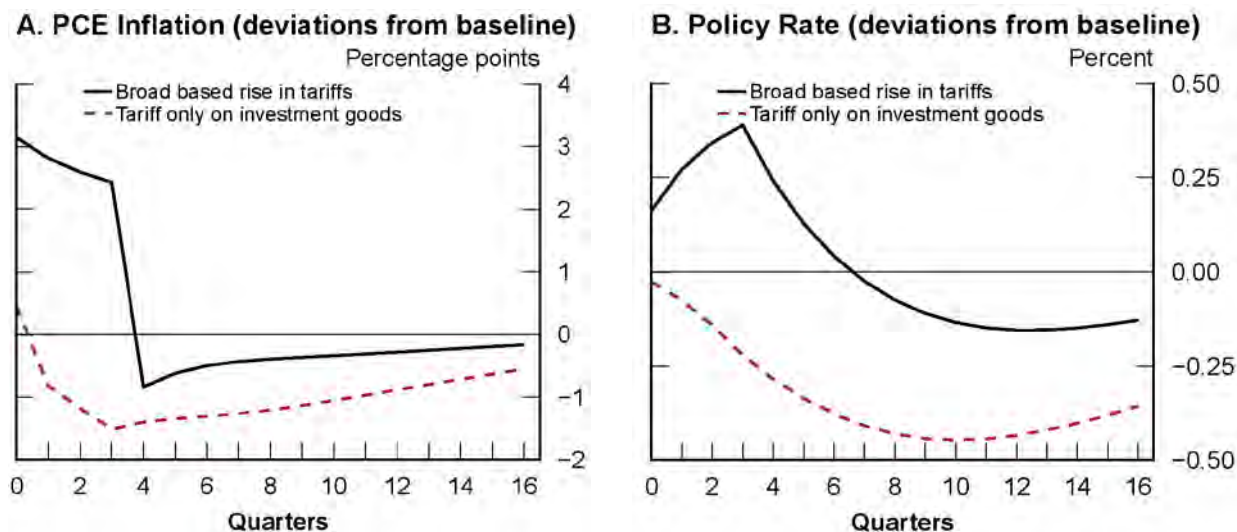 A. PCE Inflation (deviations from baseline)
Percentage points
Broad based rise in tariffs
Tariff only on investment goods
4
3
2
1
0
−1
−2
0 2 4 6 8 10 12 14 16
Quarters
B. Policy Rate (deviations from baseline)
Percent
Broad based rise in tariffs
Tariff only on investment goods
0.50
0.25
0.00
−0.25
−0.50
0 2 4 6 8 10 12 14 16
Quarters